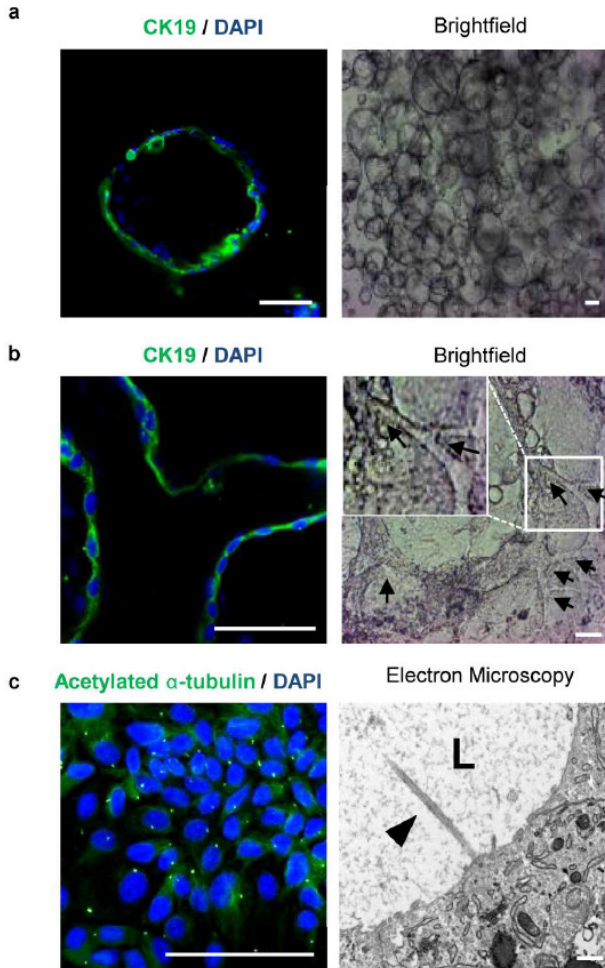 a
CK19 / DAPI
Brightfield
b
CK19 / DAPI
Brightfield
c
Acetylated α-tubulin / DAPI
Electron Microscopy
L